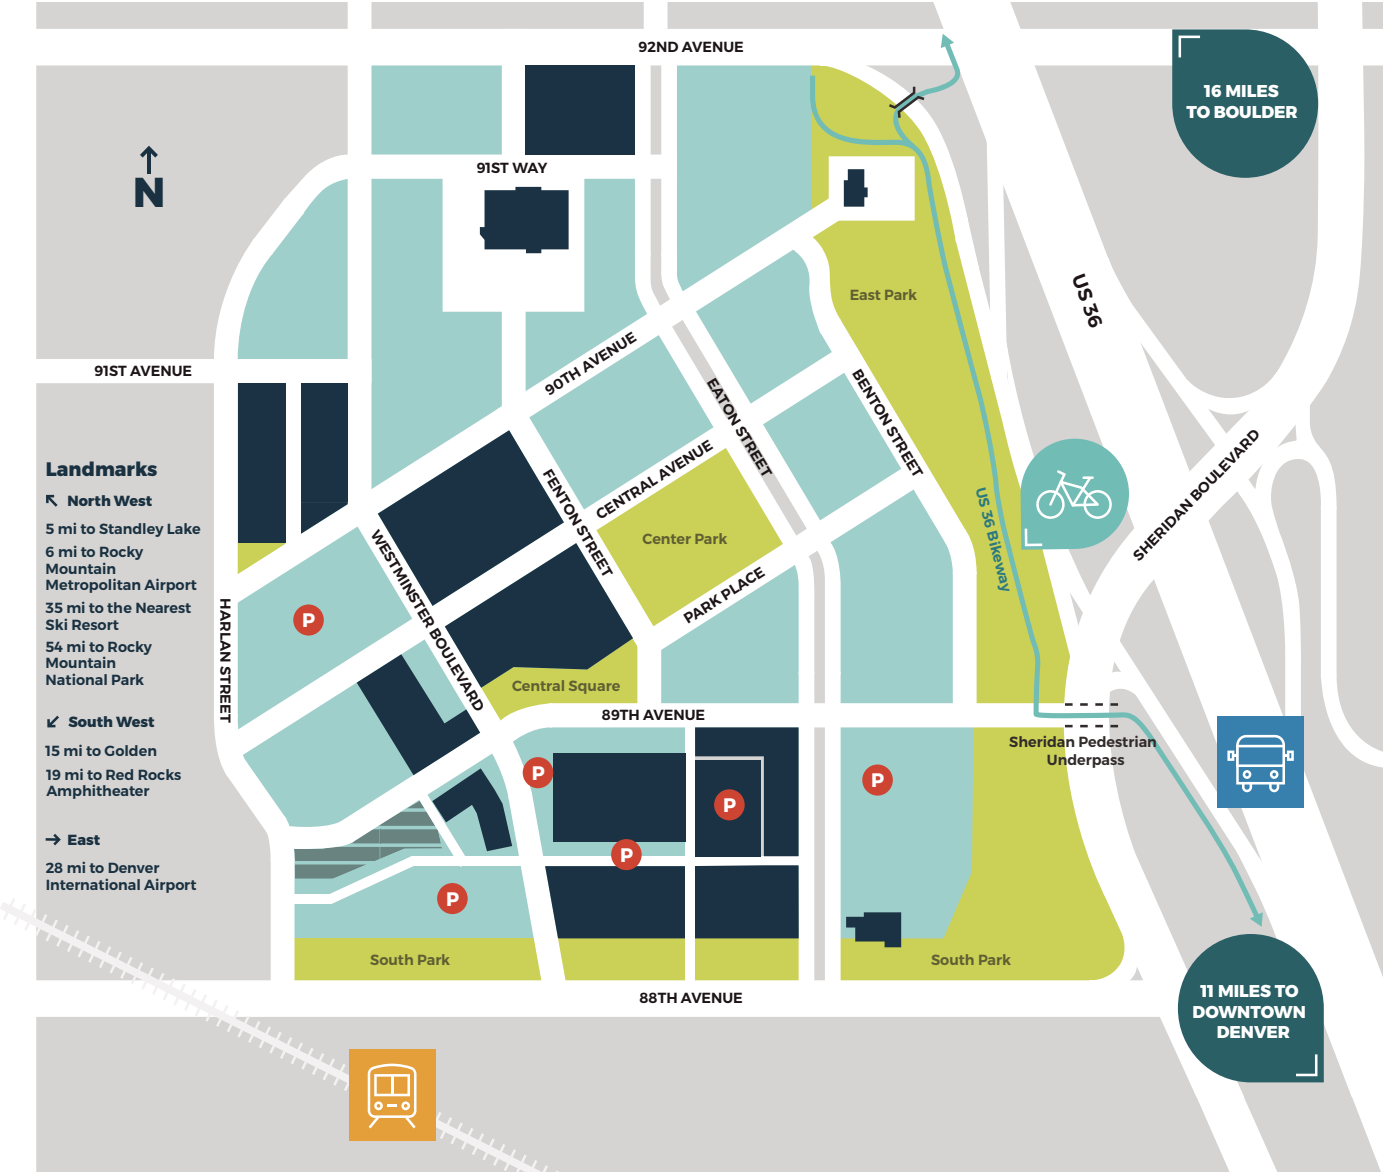 92ND AVENUE
16 MILES
TO BOULDER
91ST WAY
N
East Park
US 36
90TH AVENUE
91ST AVENUE
EATON STREET
BENTON STREET
Landmarks
North West
5 mi to Standley Lake
6 mi to Rocky
Mountain
Metropolitan Airport
35 mi to the Nearest
Ski Resort
54 mi to Rocky
Mountain
National Park
South West
15 mi to Golden
19 mi to Red Rocks
Amphitheater
East
28 mi to Denver
International Airport
CENTRAL AVENUE
FENTON STREET
Center Park
US 36 Bikeway
SHERIDAN BOULEVARD
WESTMINSTER BOULEVARD
PARK PLACE
HARLAN STREET
P
Central Square
89TH AVENUE
Sheridan Pedestrian
Underpass
P
P
P
P
P
South Park
South Park
88TH AVENUE
11 MILES TO
DOWNTOWN
DENVER